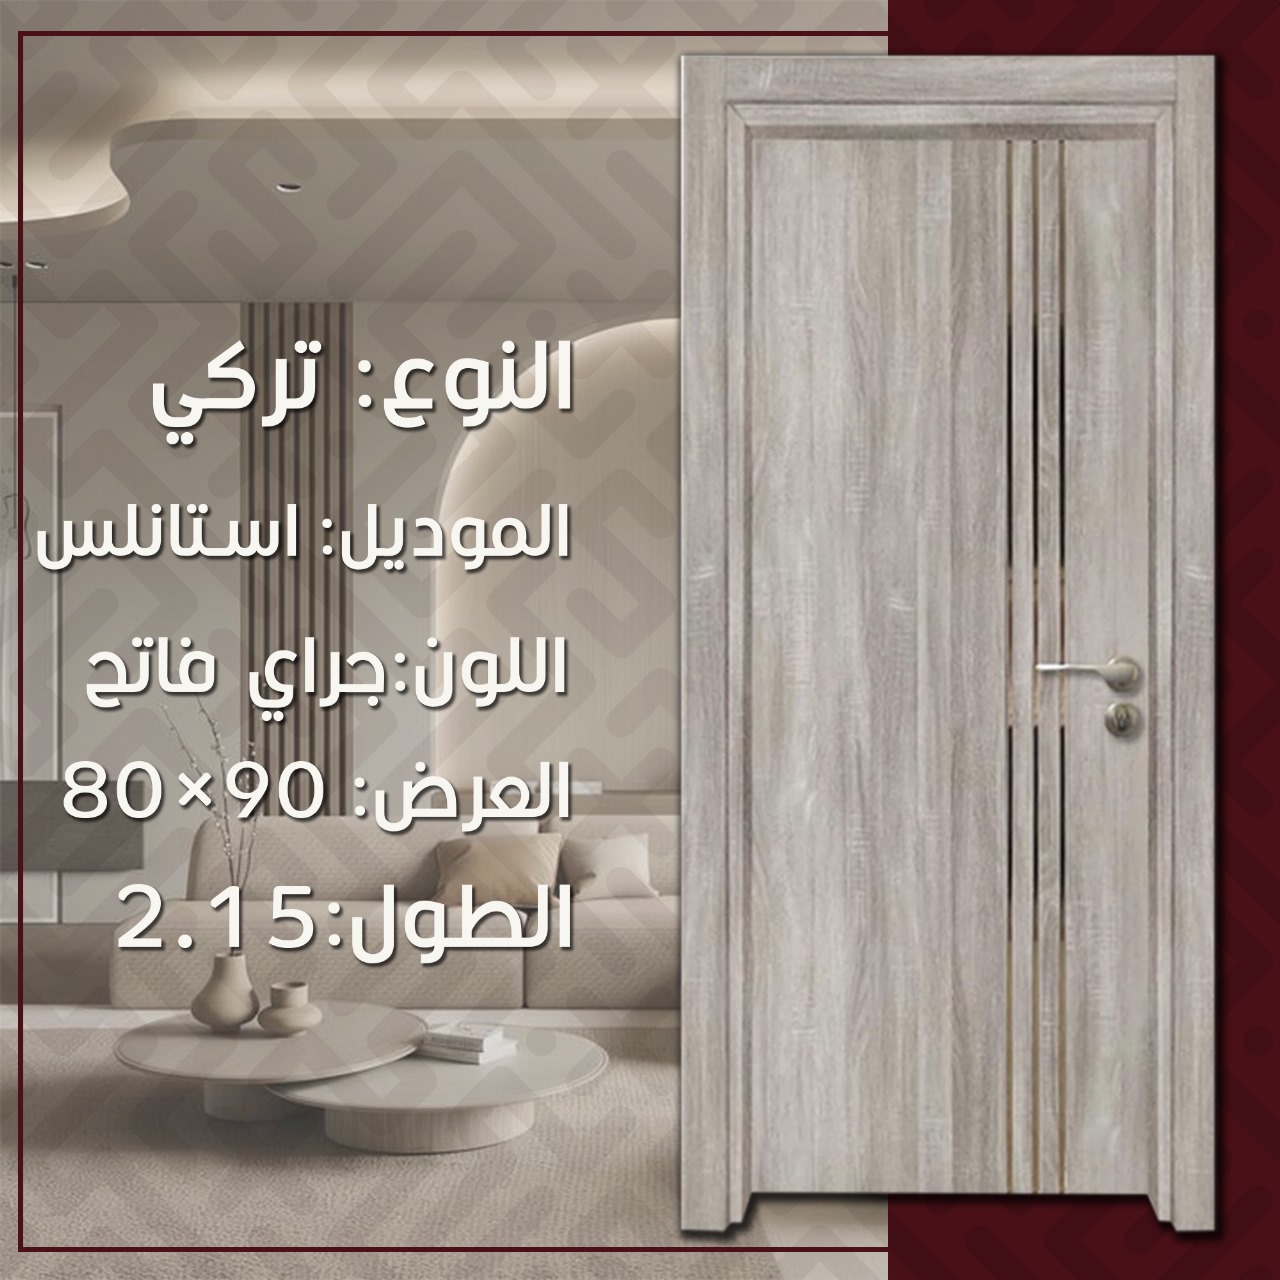 النوع: تركي
الموديل: استانلس
اللون:جراي فاتح
العرض: 90×80
الطول:2.15